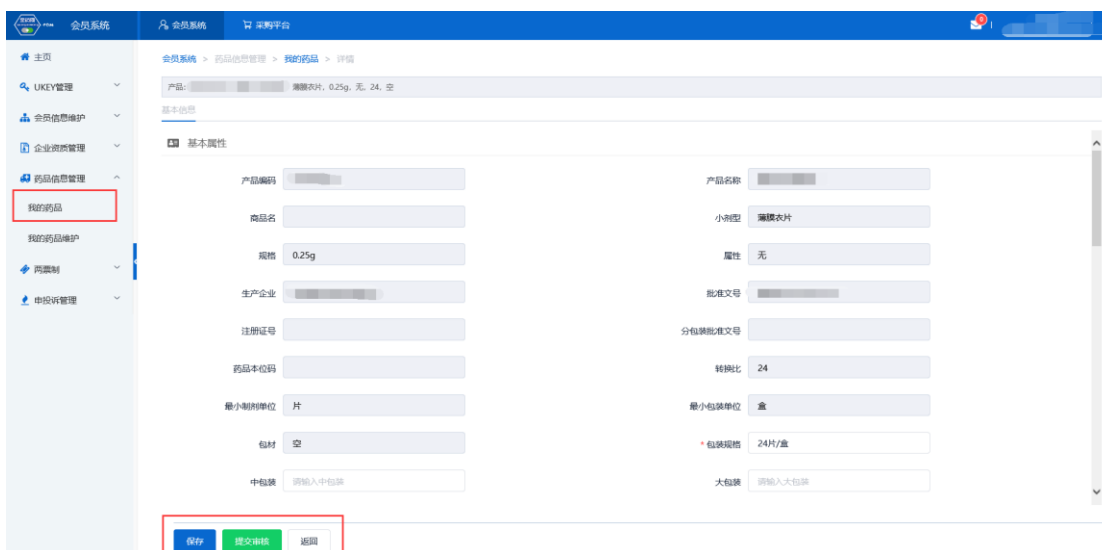 会员系统 会员系统 采购平台
主页
会员系统 > 药品信息管理 > 我的药品 > 详情
UKEY管理
产品: 薄膜衣片, 0.25g, 无, 24, 空
基本信息
会员信息维护
企业资质管理
基本属性
药品信息管理
产品编码 产品名称
我的药品
商品名 小剂型 薄膜衣片
我的药品维护
规格 0.25g 属性 无
两票制
生产企业 批准文号
申投诉管理
注册证号 分包装批准文号
药品本位码 转换比 24
最小制剂单位 片 最小包装单位 盒
包材 空 * 包装规格 24片/盒
中包装 请输入中包装 大包装 请输入大包装
保存 提交审核 返回